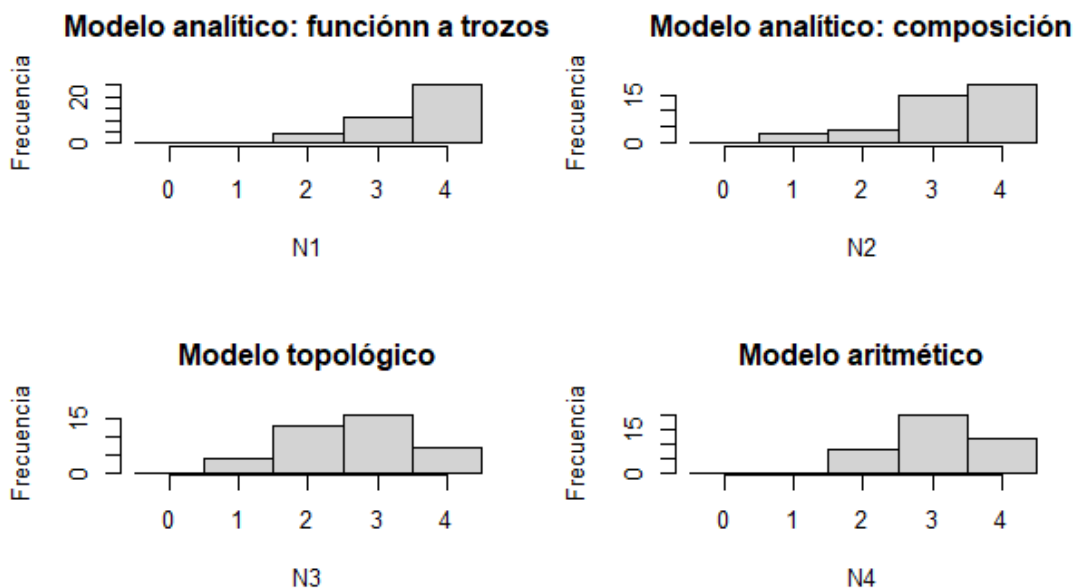 Modelo analítico: funciónn a trozos
Frecuencia
20
0
0 1 2 3 4
N1
Modelo analítico: composición
Frecuencia
15
0
0 1 2 3 4
N2
Modelo topológico
Frecuencia
15
0
0 1 2 3 4
N3
Modelo aritmético
Frecuencia
15
0
0 1 2 3 4
N4